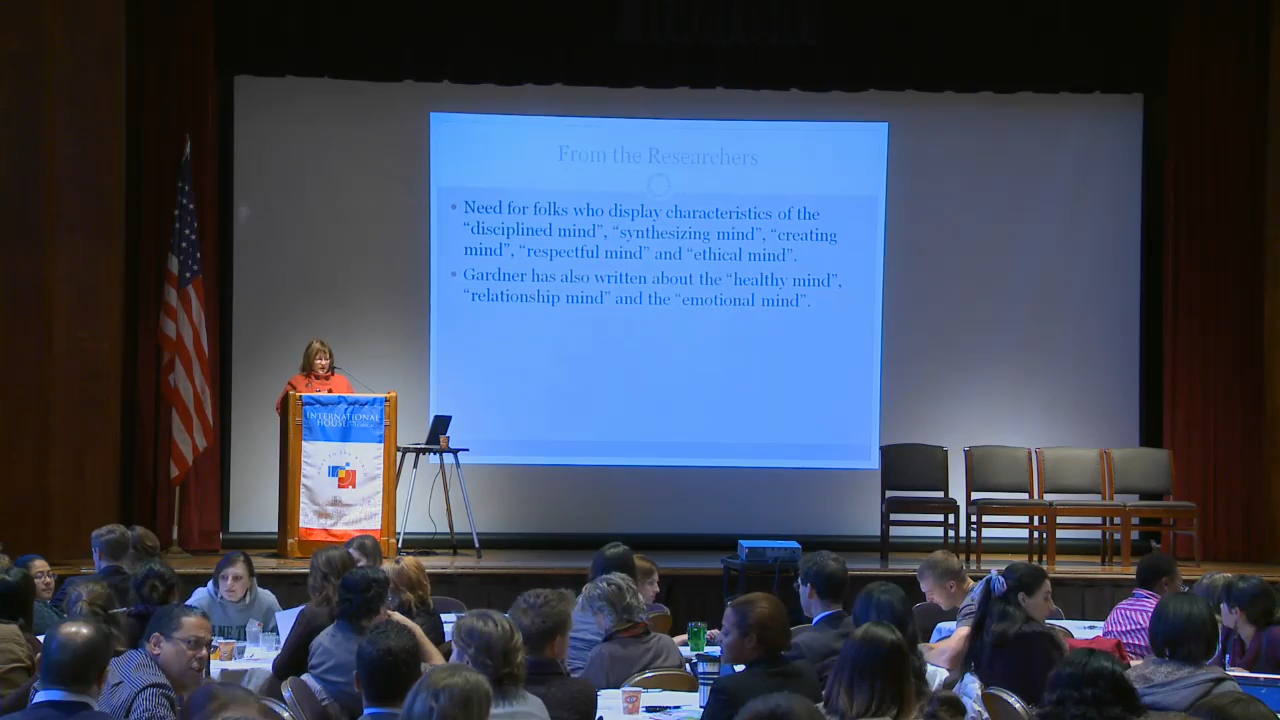 From the Researchers
Need for folks who display characteristics of the
“disciplined mind”, “synthesizing mind”, “creating
mind”, “respectful mind” and “ethical mind”.
Gardner has also written about the “healthy mind”,
“relationship mind” and the “emotional mind”.
INTERNATIONAL
HOUSE